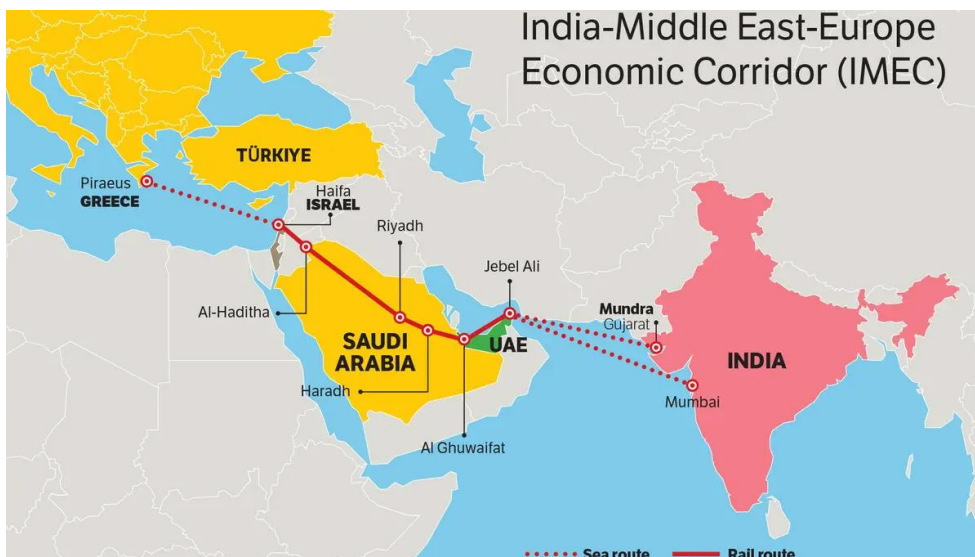 India-Middle East-Europe
Economic Corridor (IMEC)
TÜRKIYE
Piraeus
GREECE
Haifa
ISRAEL
Riyadh
Jebel Ali
Al-Haditha
Mundra
Gujarat
SAUDI
ARABIA
UAE
INDIA
Haradh
Mumbai
Al Ghuwaifat
Sea route
Rail route